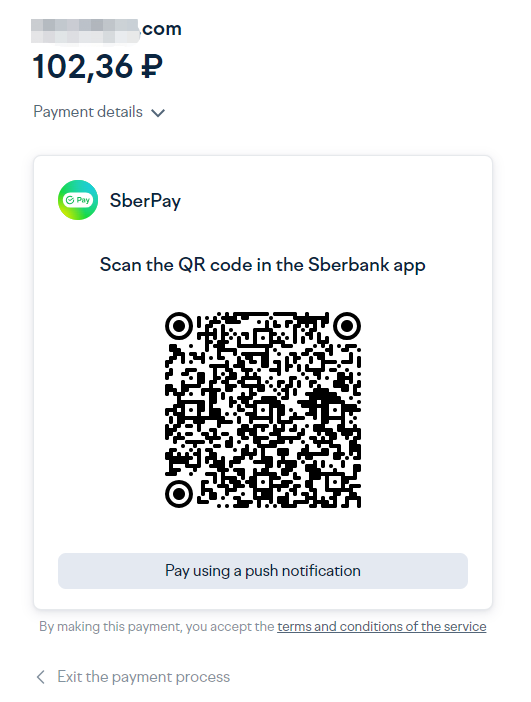 .com
102,36 ₽
Payment details
Pay
SberPay
Scan the QR code in the Sberbank app
Pay using a push notification
By making this payment, you accept the terms and conditions of the service
Exit the payment process